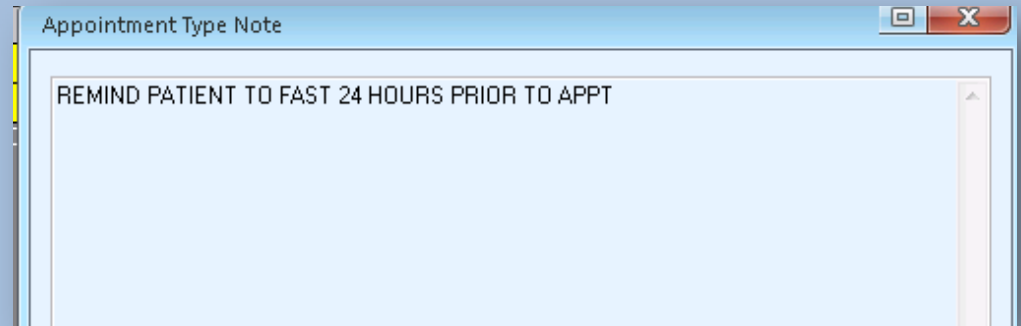 Appointment Type Note
REMIND PATIENT TO FAST 24 HOURS PRIOR TO APPT